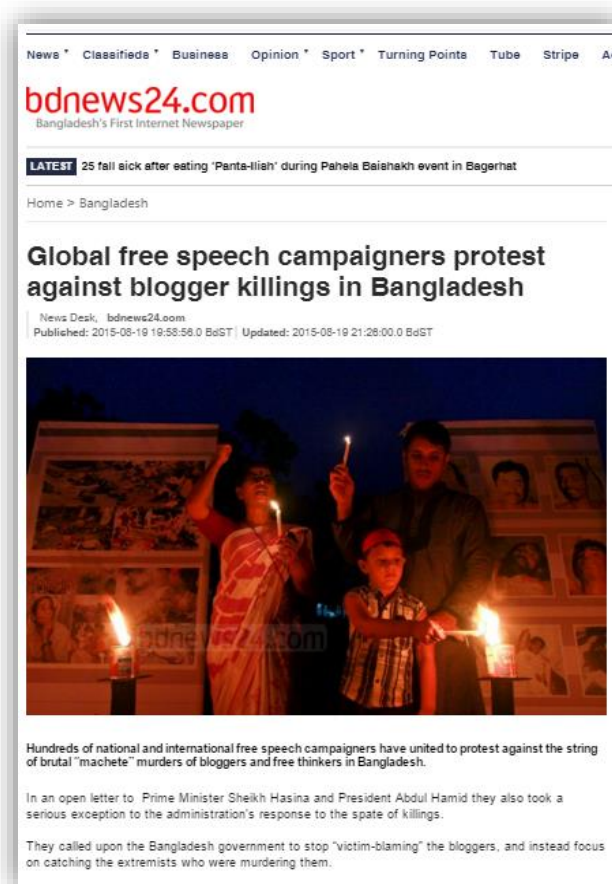 News Classifieds Business Opinion Sport Turning Points Tube Stripe
bdnews24.com
Bangladesh's First Internet Newspaper
LATEST 25 fall sick after eating 'Panta-Ilish' during Pahela Baishakh event in Bagerhat
Home > Bangladesh
Global free speech campaigners protest
against blogger killings in Bangladesh
News Desk, bdnews24.com
Published: 2015-08-19 19:58:56.0 BdST Updated: 2015-08-19 21:26:00.0 BdST
bdnews24.com
Hundreds of national and international free speech campaigners have united to protest against the string
of brutal "machete" murders of bloggers and free thinkers in Bangladesh.
In an open letter to Prime Minister Sheikh Hasina and President Abdul Hamid they also took a
serious exception to the administration's response to the spate of killings.
They called upon the Bangladesh government to stop "victim-blaming" the bloggers, and instead focus
on catching the extremists who were murdering them.